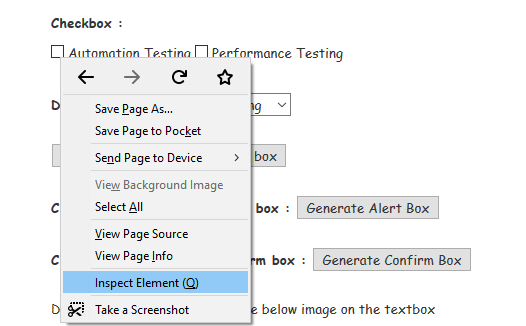 Checkbox :
Automation Testing Performance Testing
Save Page As...
Save Page to Pocket
Send Page to Device
box
View Background Image
Select All
box : Generate Alert Box
View Page Source
View Page Info
box : Generate Confirm Box
Inspect Element (Q)
Take a Screenshot
below image on the textbox